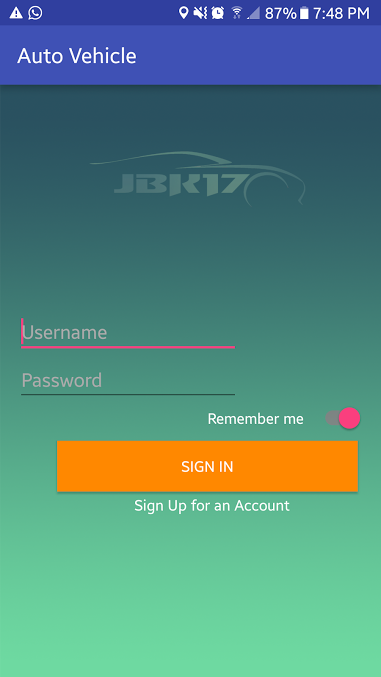 87% 7:48 PM
Auto Vehicle
JBK17
Username
Password
Remember me
SIGN IN
Sign Up for an Account